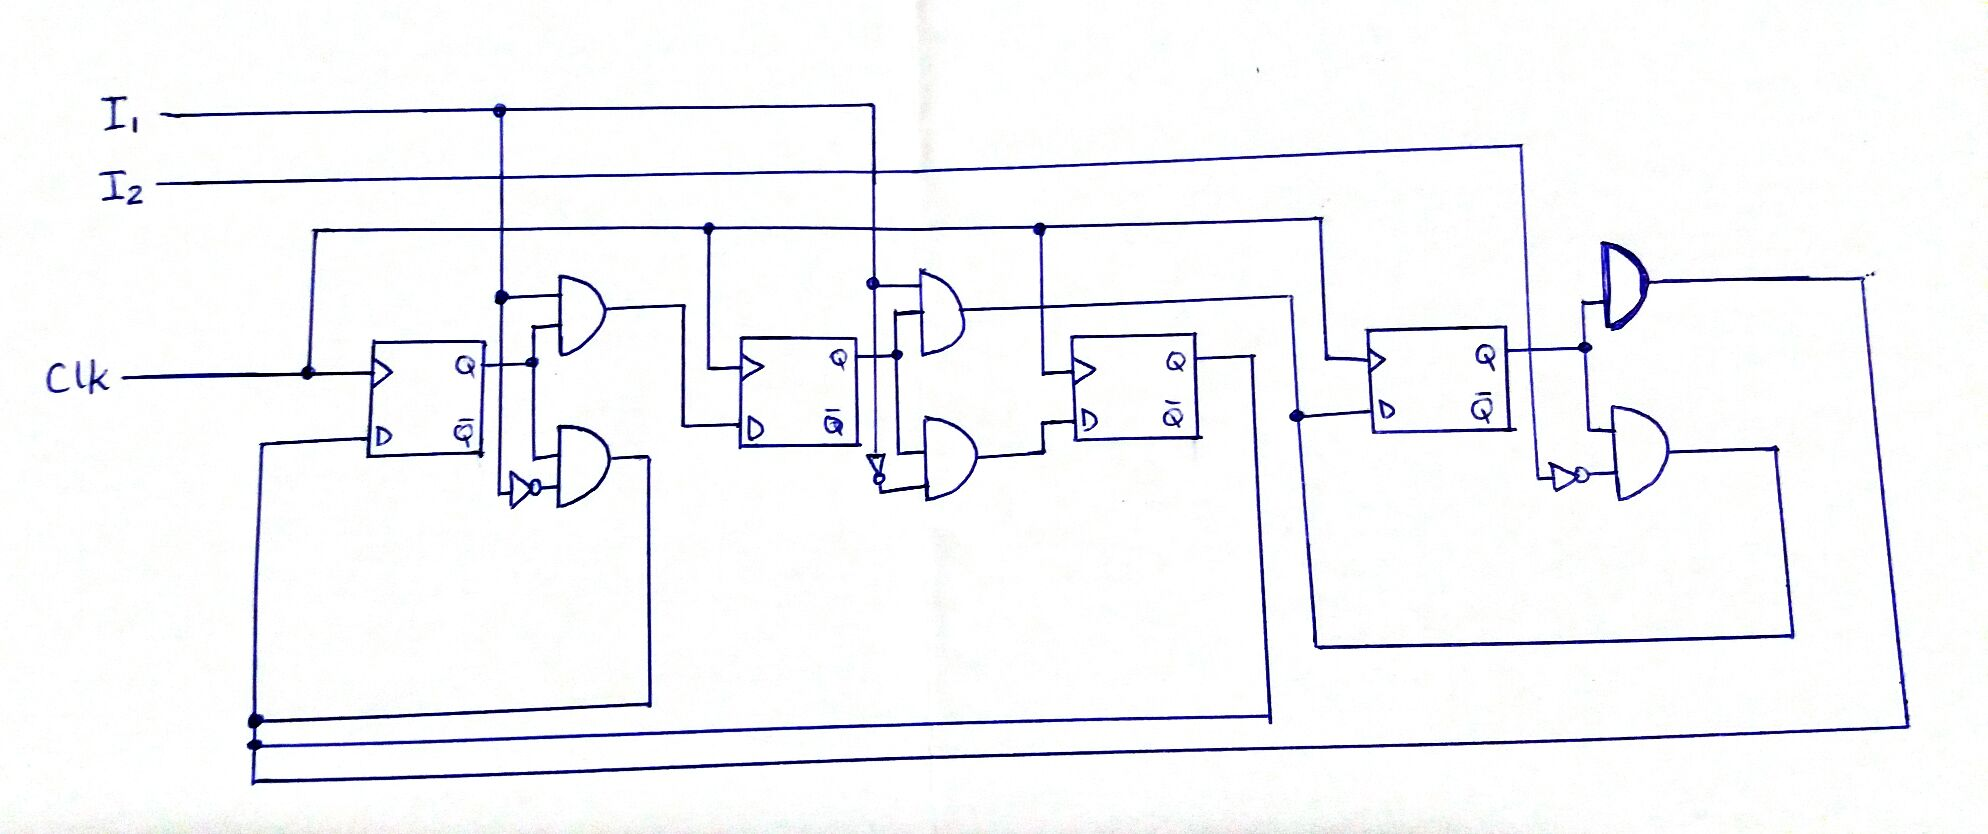 I₁
I₂
Clk
Q Q Q Q
D Q̅ D Q̅ D Q̅ D Q̅